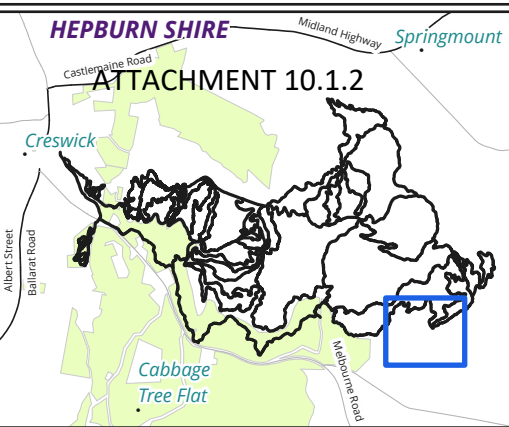 HEPBURN SHIRE
Midland Highway
Springmount
Castlemaine Road
ATTACHMENT 10.1.2
Creswick
Albert Street
Ballarat Road
Melbourne Road
Cabbage
Tree Flat